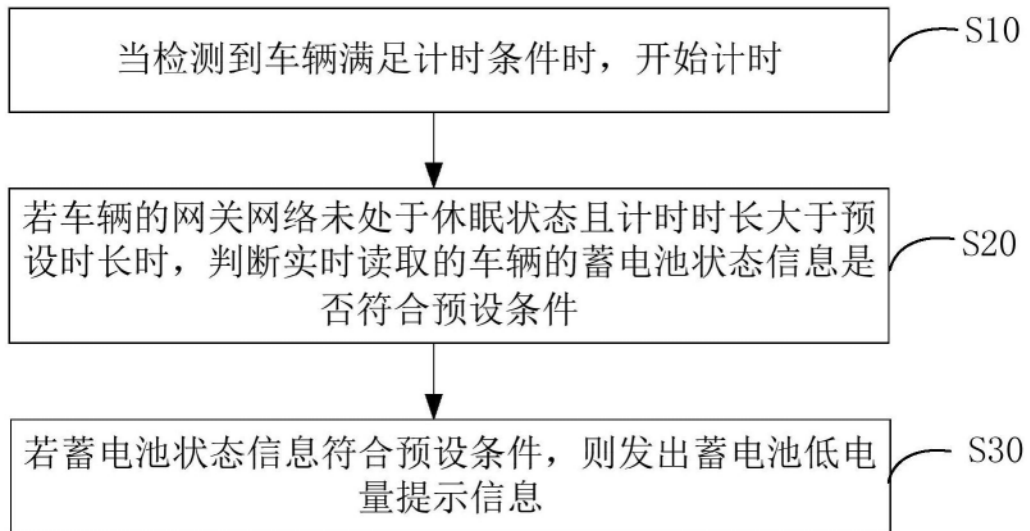 当检测到车辆满足计时条件时，开始计时
S10
若车辆的网关网络未处于休眠状态且计时时长大于预
设时长时，判断实时读取的车辆的蓄电池状态信息是
否符合预设条件
S20
若蓄电池状态信息符合预设条件，则发出蓄电池低电
量提示信息
S30